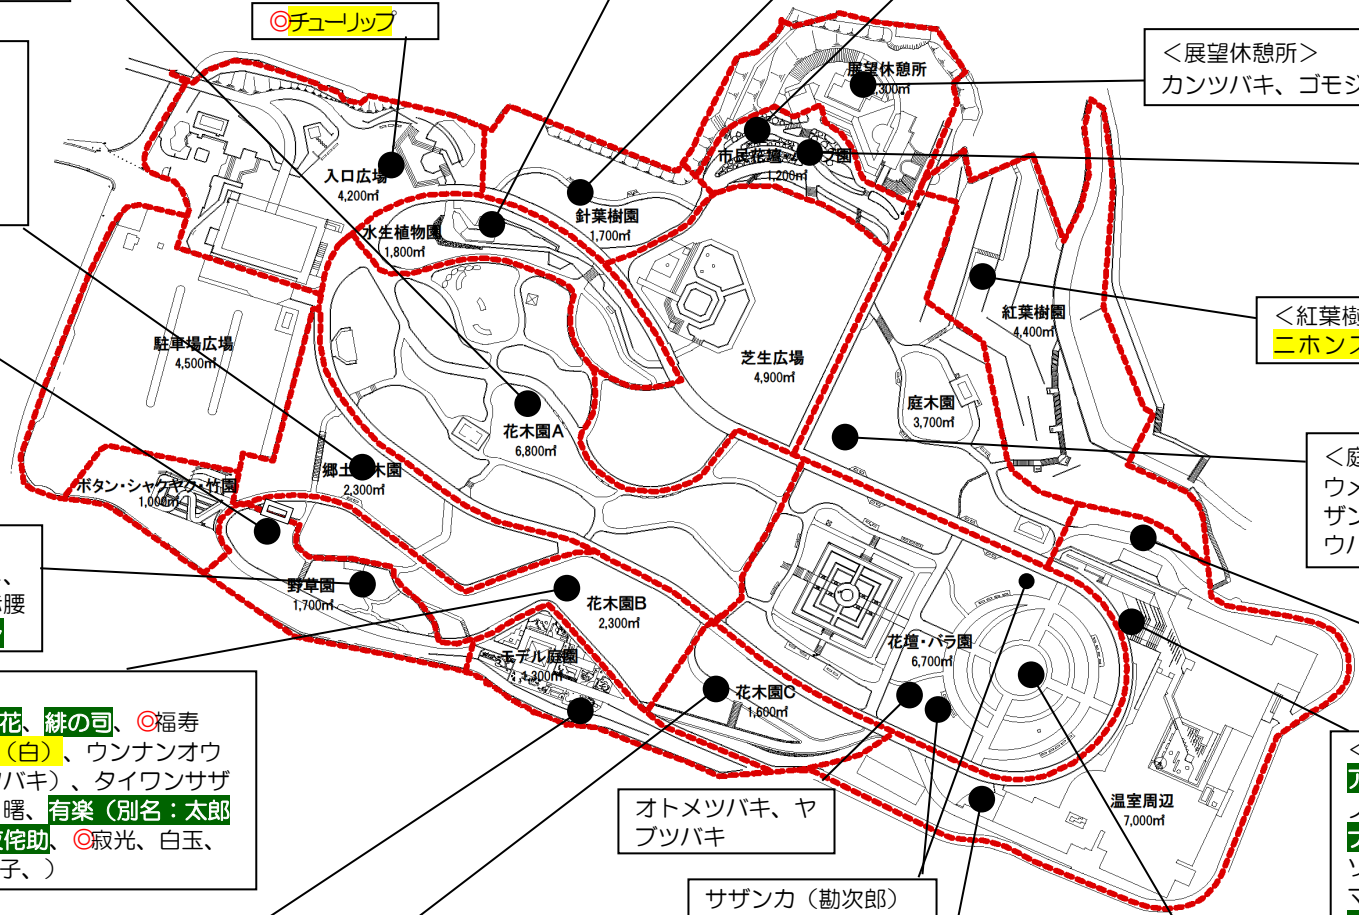 ◎チューリップ
＜展望休憩所＞
カンツバキ、ゴモジ
展望休憩所
市民花壇
1,200㎡
入口広場
4,200㎡
針葉樹園
1,700㎡
水生植物園
1,800㎡
紅葉樹園
4,400㎡
＜紅葉樹
ニホンス
駐車場広場
4,500㎡
芝生広場
4,900㎡
庭木園
3,700㎡
花木園A
6,800㎡
郷土
木園
2,300㎡
ボタン・シャクヤク・竹園
1,000㎡
＜庭
ウメ
ザン
ウバ
野草園
1,700㎡
花木園B
2,300㎡
、
腰
モデル庭園
1,300㎡
花壇・バラ園
6,700㎡
花木園C
1,600㎡
花、緋の司、◎福寿
（白）、ウンナンオウ
バキ）、タイワンサザ
曙、有楽（別名：太郎
侘助、◎寂光、白玉、
子、）
オトメツバキ、ヤ
ブツバキ
温室周辺
7,000㎡
サザンカ（勘次郎）
＜